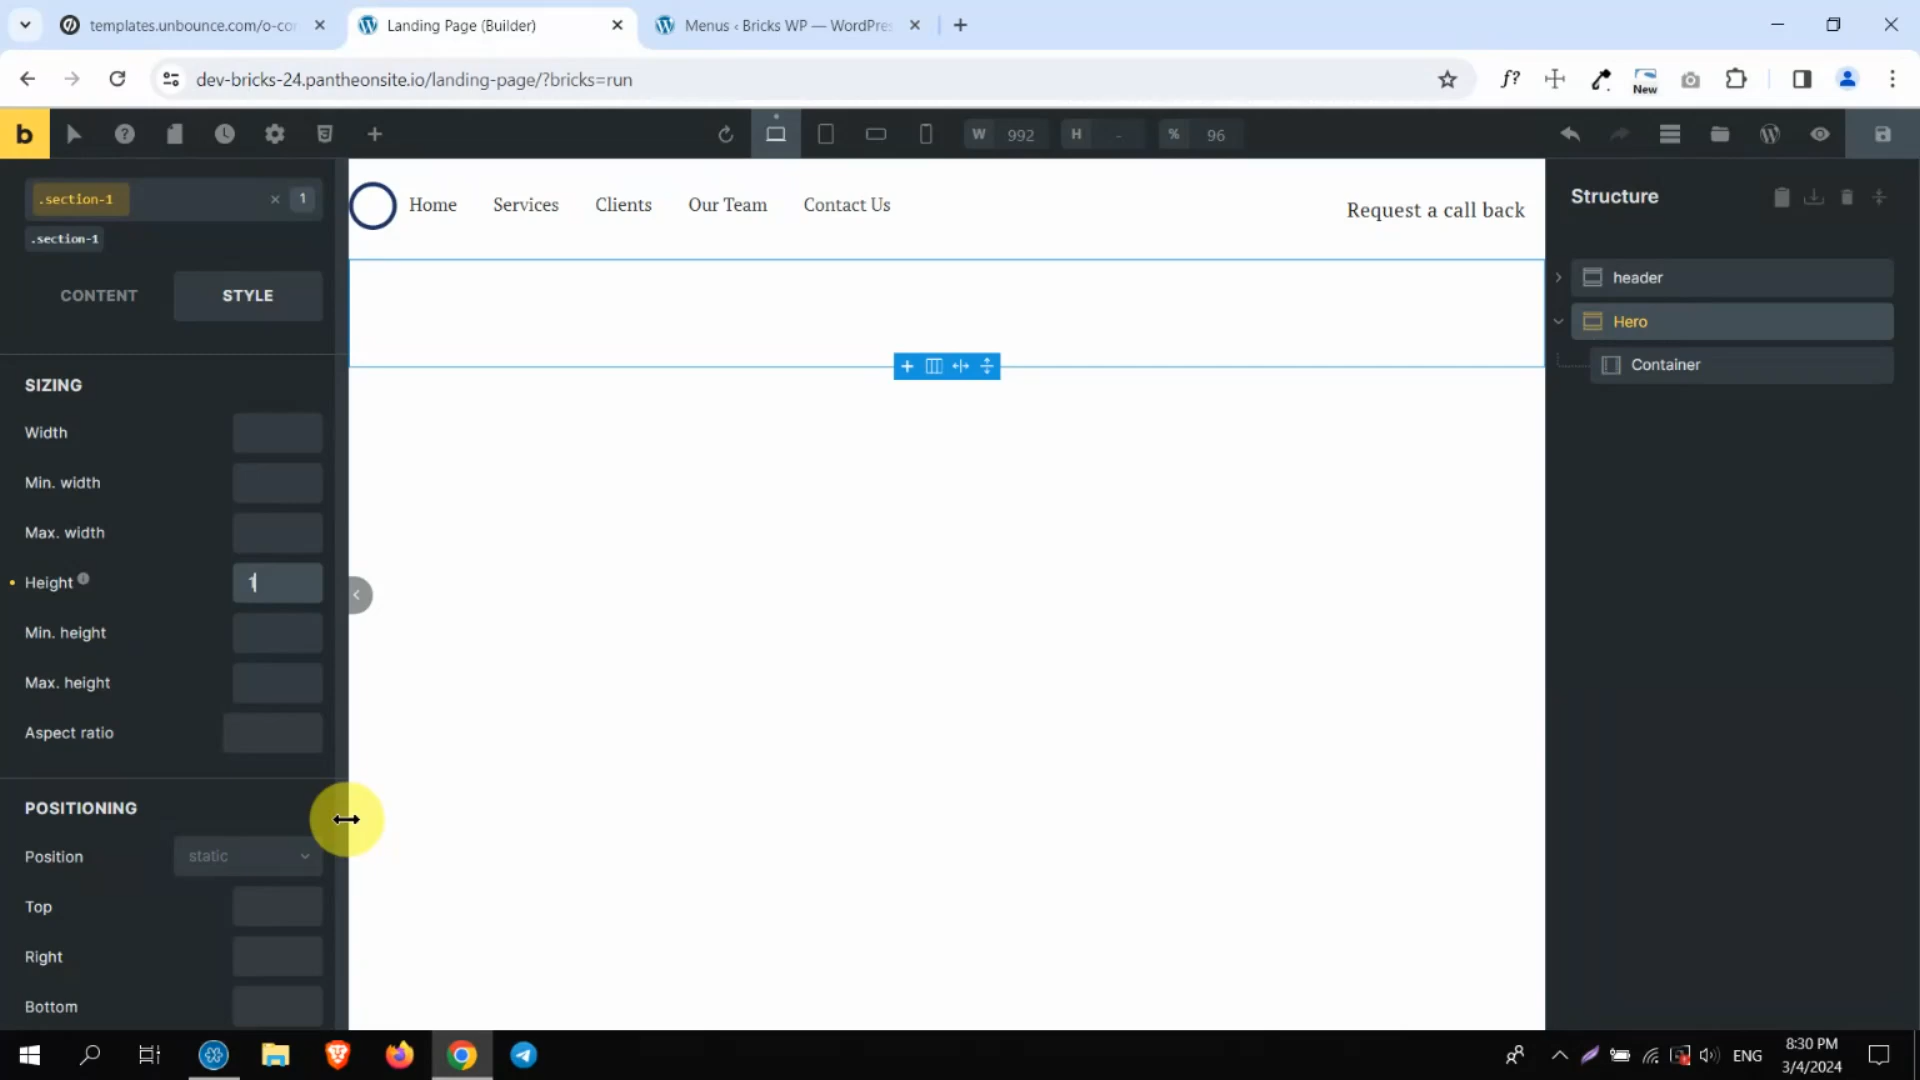 templates.unbounce.com/o-cor
Landing Page (Builder)
Menus ‹ Bricks WP — WordPres
dev-bricks-24.pantheonsite.io/landing-page/?bricks=run
f?
New
b
W 992 H - % 96
.section-1 × 1
.section-1
CONTENT STYLE
SIZING
Width
Min. width
Max. width
Height 1
Min. height
Max. height
Aspect ratio
POSITIONING
Position static
Top
Right
Bottom
Home Services Clients Our Team Contact Us
Request a call back
Structure
header
Hero
Container
ENG
8:30 PM
3/4/2024